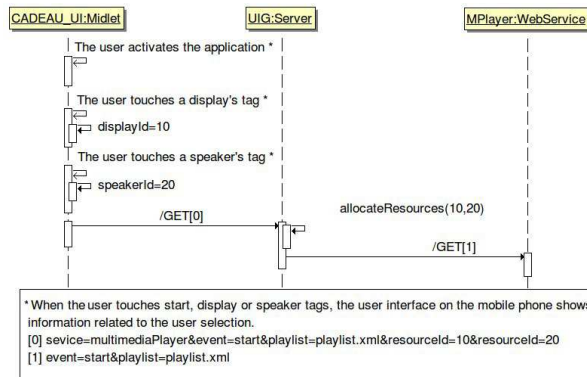 CADEAU_UI:Midlet
UIG:Server
MPlayer:WebService
The user activates the application *
The user touches a display's tag *
displayId=10
The user touches a speaker's tag *
speakerId=20
/GET[0]
allocateResources(10,20)
/GET[1]
* When the user touches start, display or speaker tags, the user interface on the mobile phone shows
information related to the user selection.
[0] sevice=multimediaPlayer&event=start&playlist=playlist.xml&resourceId=10&resourceId=20
[1] event=start&playlist=playlist.xml